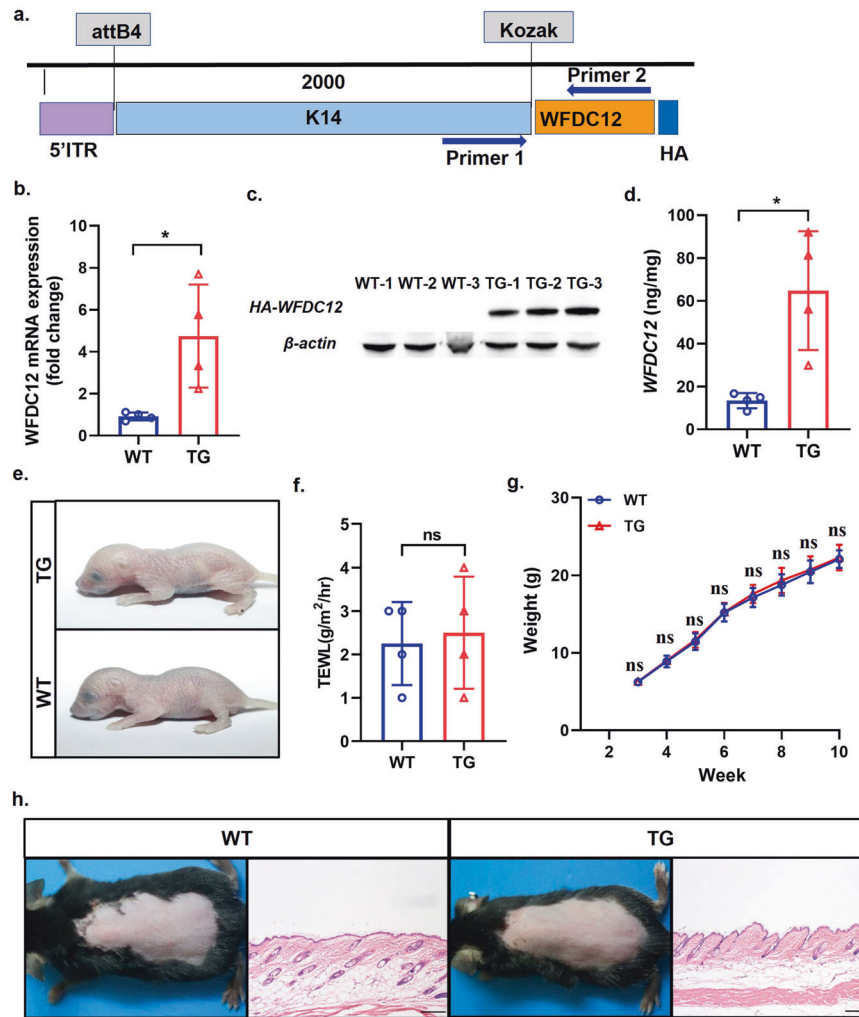 a.
attB4
Kozak
2000
Primer 2
K14
WFDC12
5'ITR
Primer 1
HA
b.
WFDC12 mRNA expression
(fold change)
10
8
6
4
2
0
*
WT
TG
c.
WT-1 WT-2 WT-3 TG-1 TG-2 TG-3
HA-WFDC12
β-actin
d.
WFDC12 (ng/mg)
100
80
60
40
20
0
*
WT
TG
e.
TG
WT
f.
TEWL(g/m²/hr)
5
4
3
2
1
0
ns
WT
TG
g.
WT
TG
Weight (g)
30
20
10
0
ns
ns
ns
ns
ns
ns
ns
ns
2
4
6
8
10
Week
h.
WT
TG